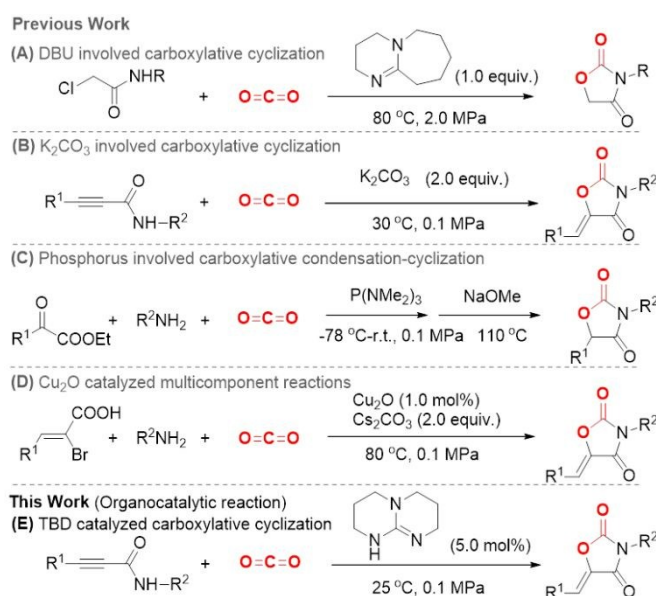 Previous Work
(A) DBU involved carboxylative cyclization
Cl O NHR + O=C=O N N (1.0 equiv.) 80 °C, 2.0 MPa O O N-R O
(B) K₂CO₃ involved carboxylative cyclization
R¹ O NH-R² + O=C=O K₂CO₃ (2.0 equiv.) 30 °C, 0.1 MPa O O N-R² O R¹
(C) Phosphorus involved carboxylative condensation-cyclization
R¹ O COOEt + R²NH₂ + O=C=O P(NMe₂)₃ -78 °C-r.t., 0.1 MPa NaOMe 110 °C O O N-R² O R¹
(D) Cu₂O catalyzed multicomponent reactions
R¹ COOH Br + R²NH₂ + O=C=O Cu₂O (1.0 mol%) Cs₂CO₃ (2.0 equiv.) 80 °C, 0.1 MPa O O N-R² O R¹
This Work (Organocatalytic reaction)
(E) TBD catalyzed carboxylative cyclization
R¹ O NH-R² + O=C=O N N H N (5.0 mol%) 25 °C, 0.1 MPa O O N-R² O R¹